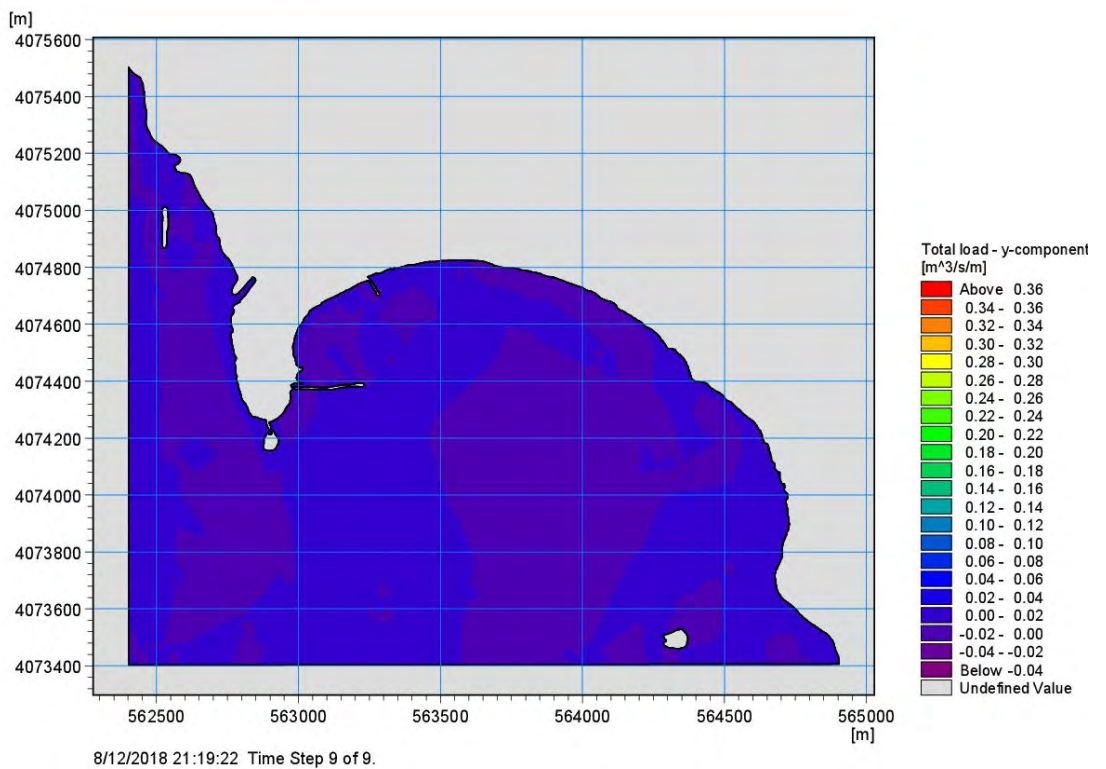 [m]
4075600
4075400
4075200
4075000
4074800
4074600
4074400
4074200
4074000
4073800
4073600
4073400
562500 563000 563500 564000 564500 565000
[m]
8/12/2018 21:19:22 Time Step 9 of 9.
Total load - y-component
[m^3/s/m]
Above 0.36
0.34 - 0.36
0.32 - 0.34
0.30 - 0.32
0.28 - 0.30
0.26 - 0.28
0.24 - 0.26
0.22 - 0.24
0.20 - 0.22
0.18 - 0.20
0.16 - 0.18
0.14 - 0.16
0.12 - 0.14
0.10 - 0.12
0.08 - 0.10
0.06 - 0.08
0.04 - 0.06
0.02 - 0.04
0.00 - 0.02
-0.02 - 0.00
-0.04 - -0.02
Below -0.04
Undefined Value